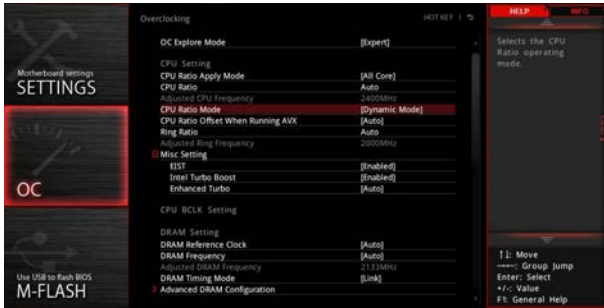 Overclocking
HOT KEY | ⮌
HELP
INFO
OC Explore Mode [Expert]
CPU Setting
CPU Ratio Apply Mode [All Core]
CPU Ratio Auto
Adjusted CPU Frequency 2400MHz
CPU Ratio Mode [Dynamic Mode]
CPU Ratio Offset When Running AVX [Auto]
Ring Ratio Auto
Adjusted Ring Frequency 2000MHz
Misc Setting
EIST [Enabled]
Intel Turbo Boost [Enabled]
Enhanced Turbo [Auto]
CPU BCLK Setting
DRAM Setting
DRAM Reference Clock [Auto]
DRAM Frequency [Auto]
Adjusted DRAM Frequency 2133MHz
DRAM Timing Mode [Link]
> Advanced DRAM Configuration
Motherboard settings
SETTINGS
OC
Use USB to flash BIOS
M-FLASH
Selects the CPU
Ratio operating
mode.
↑↓: Move
: Group Jump
Enter: Select
+/-: Value
F1: General Help